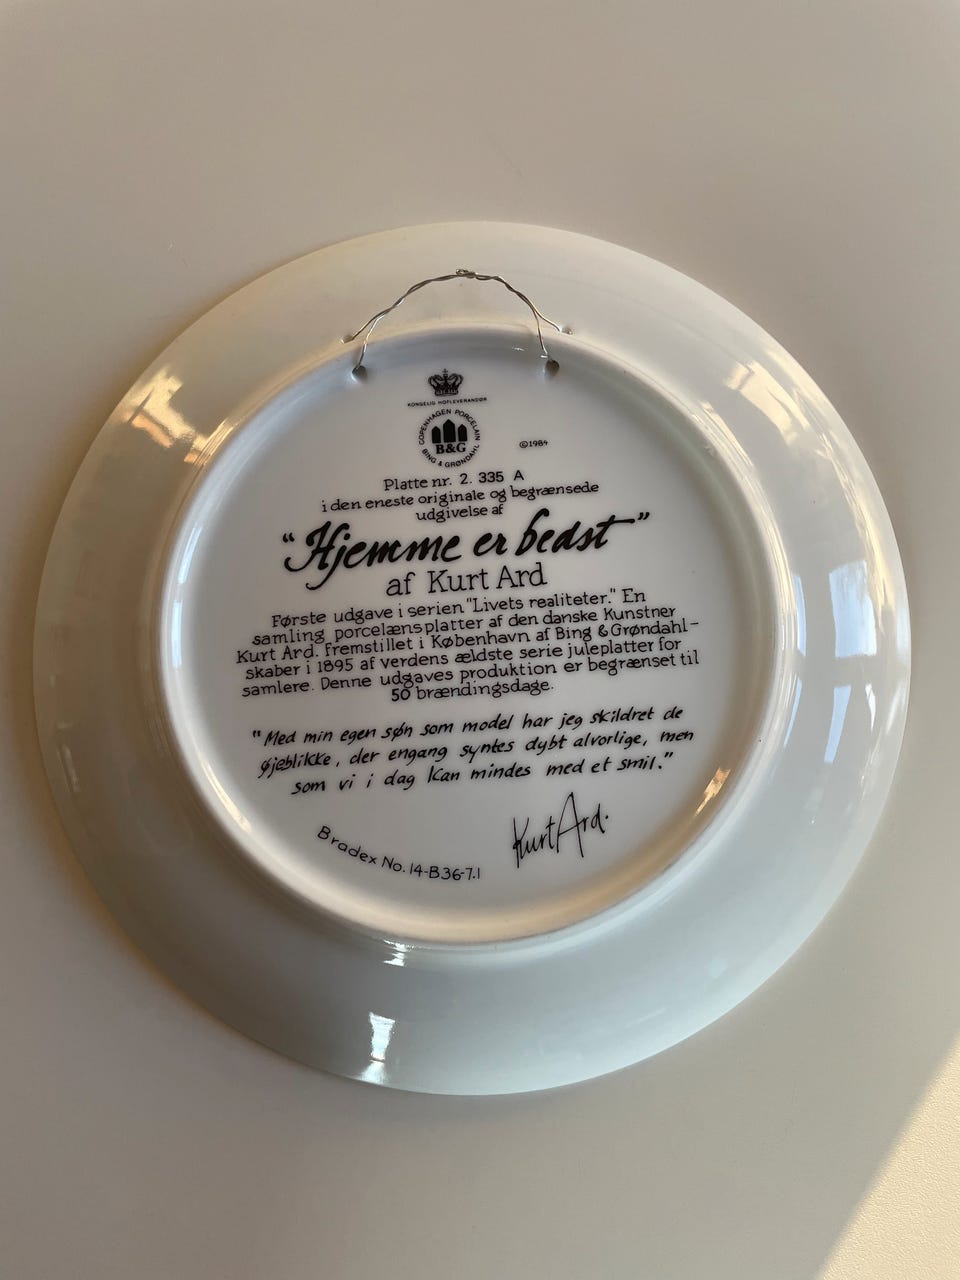 KONGELIG HOFLEVERANDØR
COPENHAGEN PORCELAIN
B&G
BING & GRØNDAHL
©1984
Platte nr. 2. 335 A
i den eneste originale og begrænsede
udgivelse af
"Hjemme er bedst"
af Kurt Ard
Første udgave i serien "Livets realiteter." En
samling porcelænsplatter af den danske Kunstner
Kurt Ard. Fremstillet i København af Bing & Grøndahl-
skaber i 1895 af verdens ældste serie juleplatter for
samlere. Denne udgaves produktion er begrænset til
50 brændingsdage.
"Med min egen søn som model har jeg skildret de
øjeblikke, der engang syntes dybt alvorlige, men
som vi i dag kan mindes med et smil."
Kurt Ard.
Bradex No. 14-B36-7.1